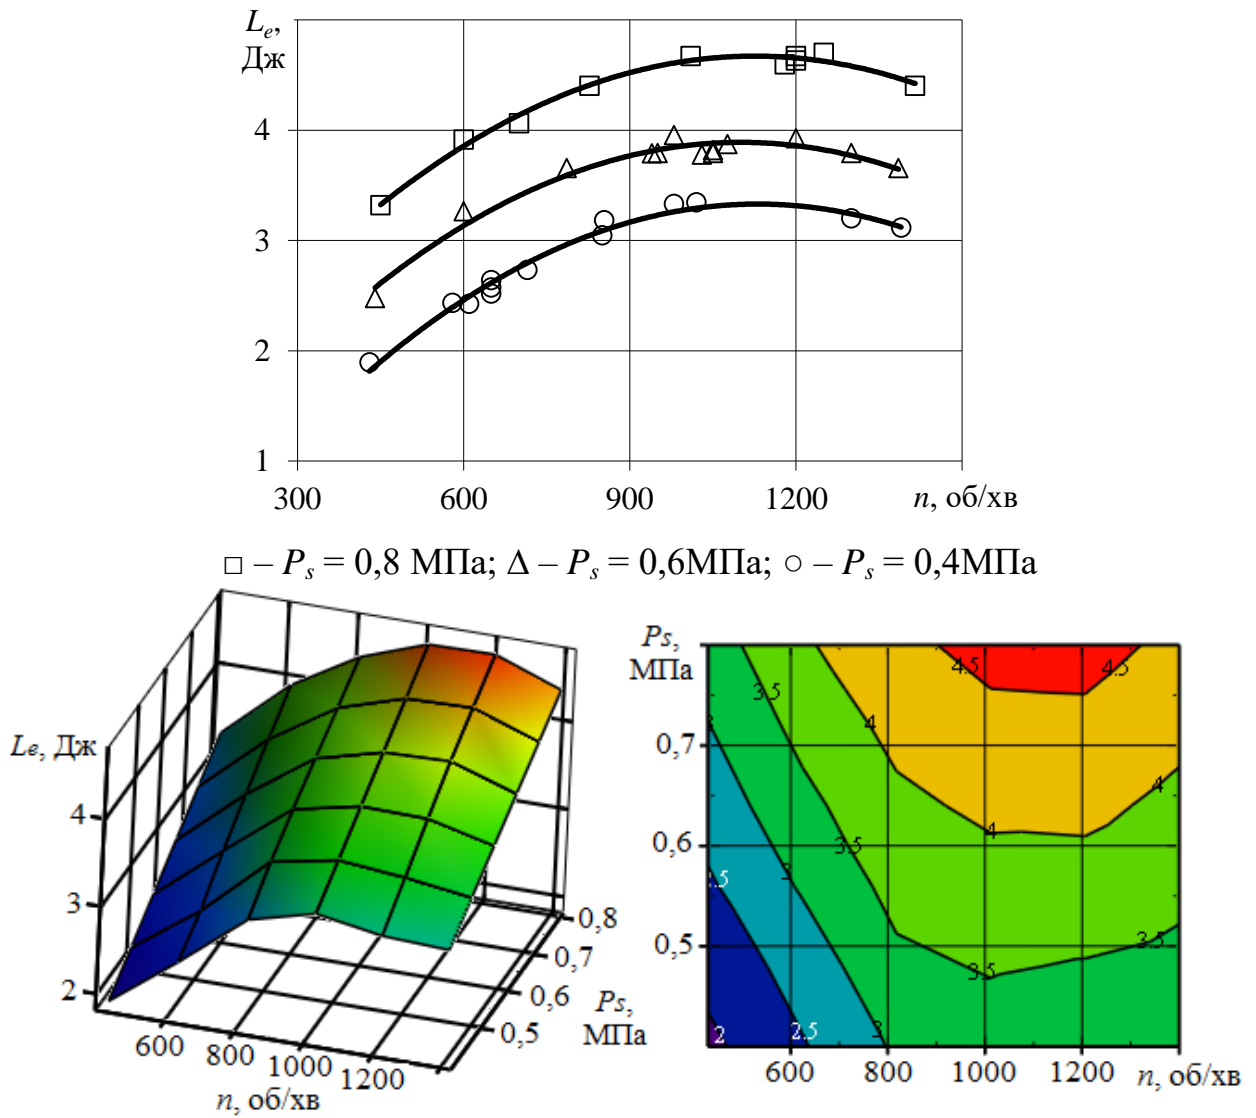 Lₑ,
Дж
4
3
2
1
300 600 900 1200 n, об/хв
□ – Pₛ = 0,8 МПа; Δ – Pₛ = 0,6МПа; ○ – Pₛ = 0,4МПа
Le, Дж
4
3
2
600 800 1000 1200
n, об/хв
0,8
0,7
0,6
0,5
Ps,
МПа
Ps,
МПа
0,7
0,6
0,5
4.5 4.5
3.5
4
3
4
4
3.5
3
.5
3.5
3.5
2 2.5 3
600 800 1000 1200 n, об/хв